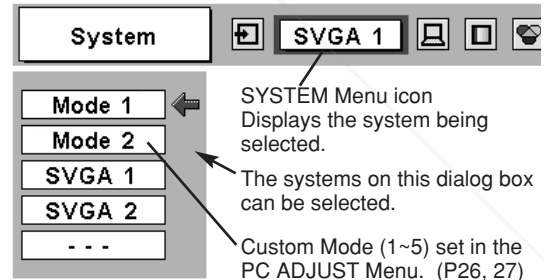 System
SVGA 1
Mode 1
Mode 2
SVGA 1
SVGA 2
- - -
SYSTEM Menu icon
Displays the system being
selected.
The systems on this dialog box
can be selected.
Custom Mode (1~5) set in the
PC ADJUST Menu.  (P26, 27)